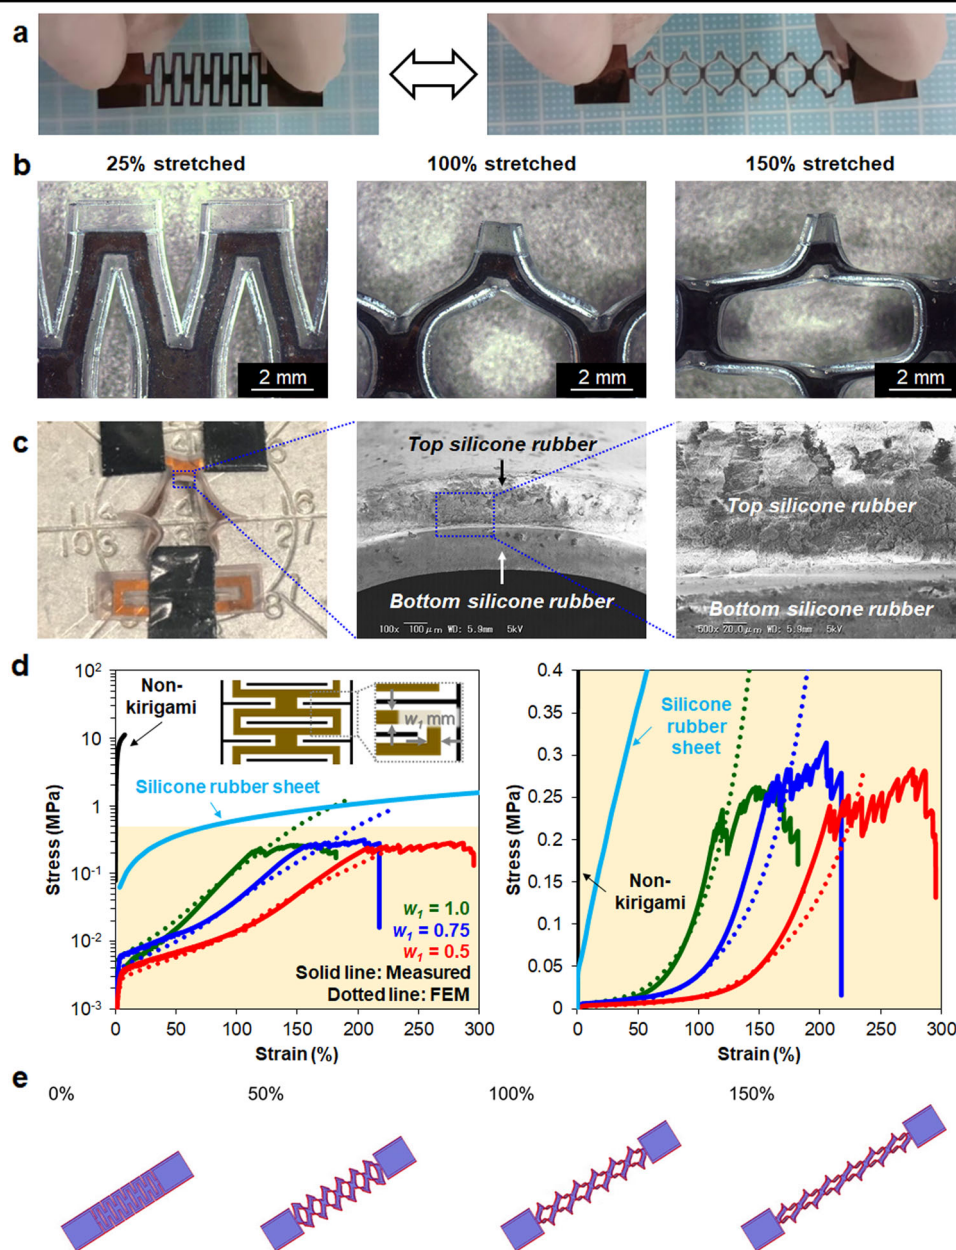 a
b
25% stretched
100% stretched
150% stretched
2 mm
2 mm
2 mm
c
Top silicone rubber
Bottom silicone rubber
100x 100μm WD: 5.9mm 5kV
Top silicone rubber
Bottom silicone rubber
500x 20.0μm WD: 5.9mm 5kV
d
Stress (MPa)
10²
10
1
10⁻¹
10⁻²
10⁻³
Non-
kirigami
w₁ mm
Silicone rubber sheet
w₁ = 1.0
w₁ = 0.75
w₁ = 0.5
Solid line: Measured
Dotted line: FEM
0 50 100 150 200 250 300
Strain (%)
Stress (MPa)
0.4
0.35
0.3
0.25
0.2
0.15
0.1
0.05
0
Silicone
rubber
sheet
Non-
kirigami
0 50 100 150 200 250 300
Strain (%)
e
0%
50%
100%
150%